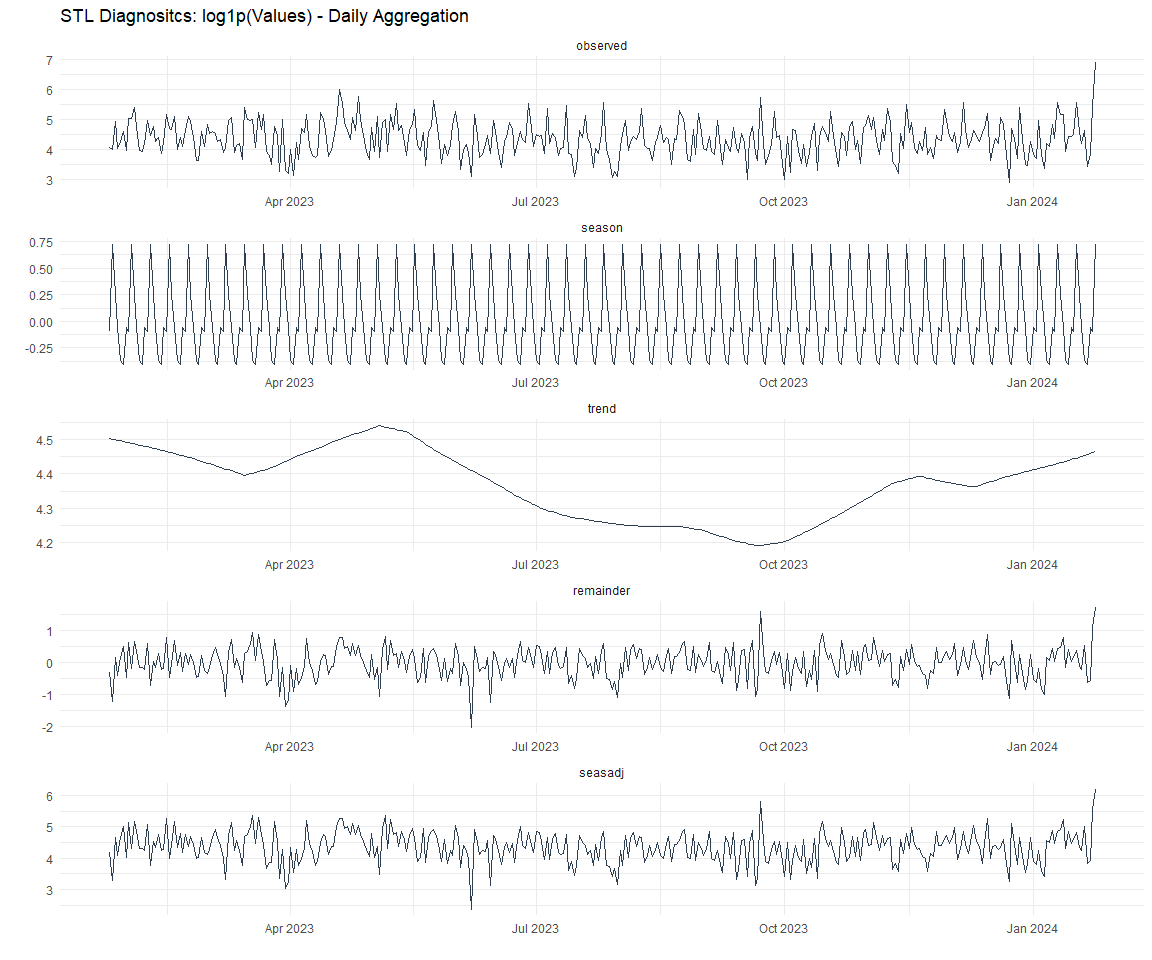 STL Diagnositcs: log1p(Values) - Daily Aggregation
observed
7
6
5
4
3
Apr 2023 Jul 2023 Oct 2023 Jan 2024
season
0.75
0.50
0.25
0.00
-0.25
Apr 2023 Jul 2023 Oct 2023 Jan 2024
trend
4.5
4.4
4.3
4.2
Apr 2023 Jul 2023 Oct 2023 Jan 2024
remainder
1
0
-1
-2
Apr 2023 Jul 2023 Oct 2023 Jan 2024
seasadj
6
5
4
3
Apr 2023 Jul 2023 Oct 2023 Jan 2024